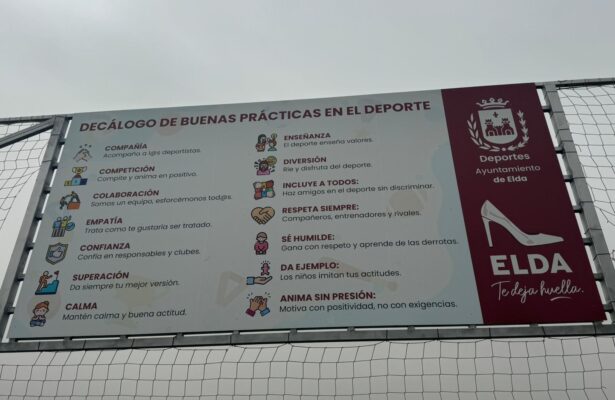 DECÁLOGO DE BUENAS PRÁCTICAS EN EL DEPORTE
COMPAÑÍA
Acompaña a l@s deportistas.
COMPETICIÓN
Compite y anima en positivo.
COLABORACIÓN
Somos un equipo, esforcémonos tod@s.
EMPATÍA
Trata como te gustaría ser tratado.
CONFIANZA
Confía en responsables y clubes.
SUPERACIÓN
Da siempre tu mejor versión.
CALMA
Mantén calma y buena actitud.
ENSEÑANZA
El deporte enseña valores.
DIVERSIÓN
Ríe y disfruta del deporte.
INCLUYE A TODOS:
Haz amigos en el deporte sin discriminar.
RESPETA SIEMPRE:
Compañeros, entrenadores y rivales.
SÉ HUMILDE:
Gana con respeto y aprende de las derrotas.
DA EJEMPLO:
Los niños imitan tus actitudes.
ANIMA SIN PRESIÓN:
Motiva con positividad, no con exigencias.
Deportes
Ayuntamiento
de Elda
ELDA
Te deja huella.